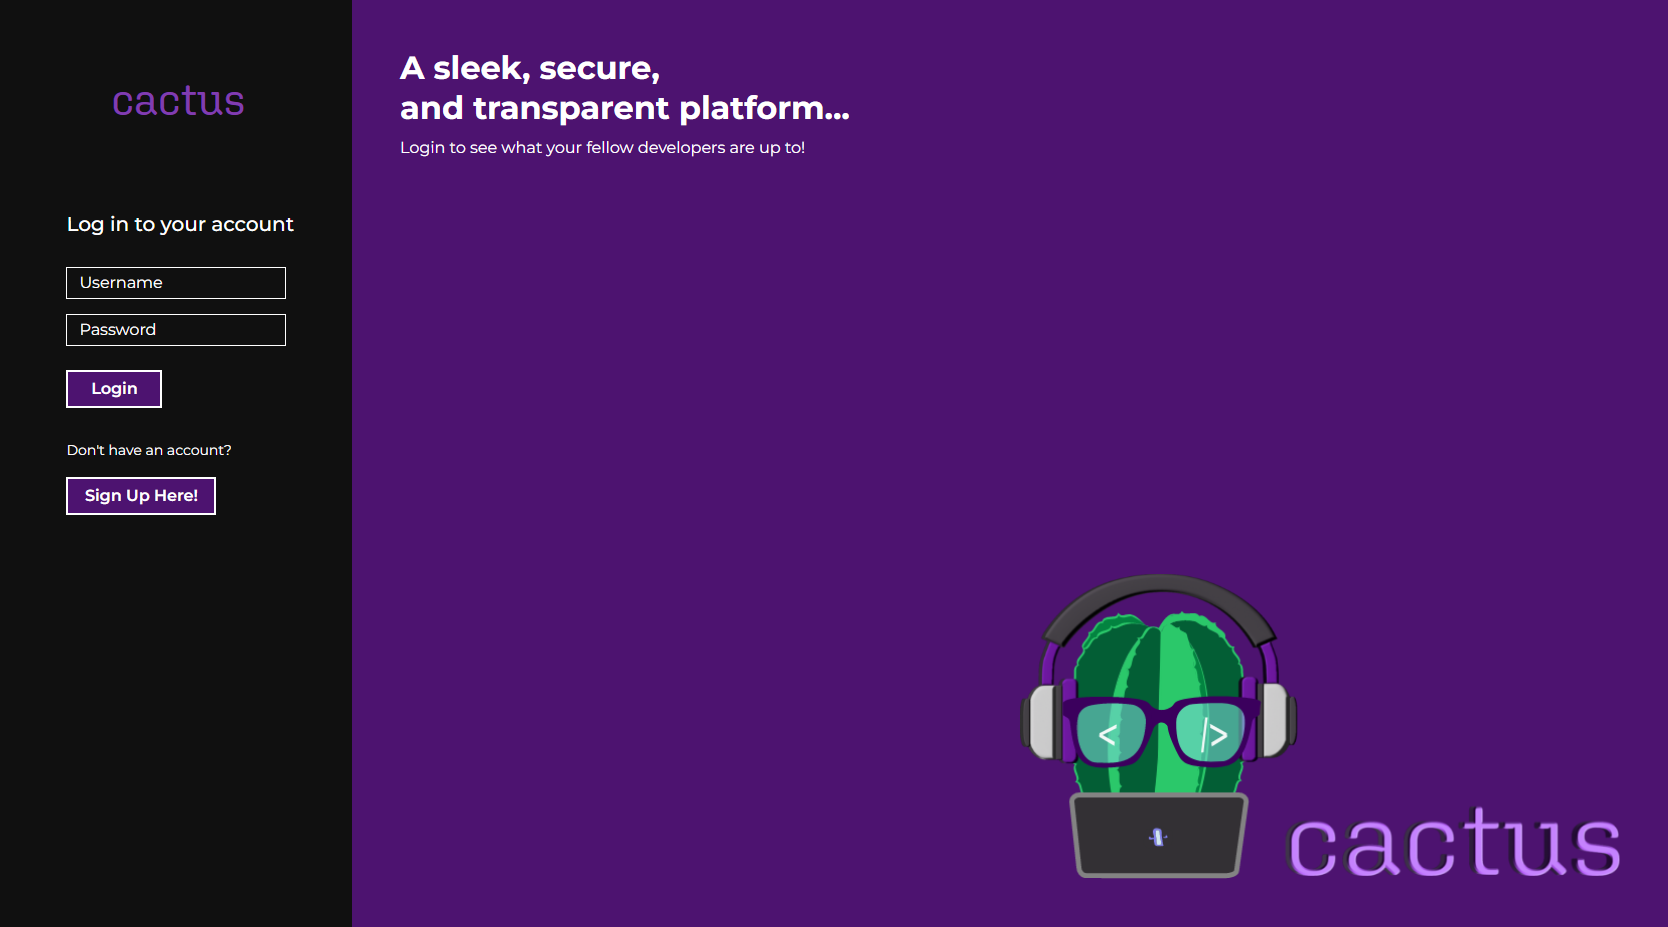 cactus
Log in to your account
Username
Password
Login
Don't have an account?
Sign Up Here!
A sleek, secure,
and transparent platform...
Login to see what your fellow developers are up to!
< />
cactus